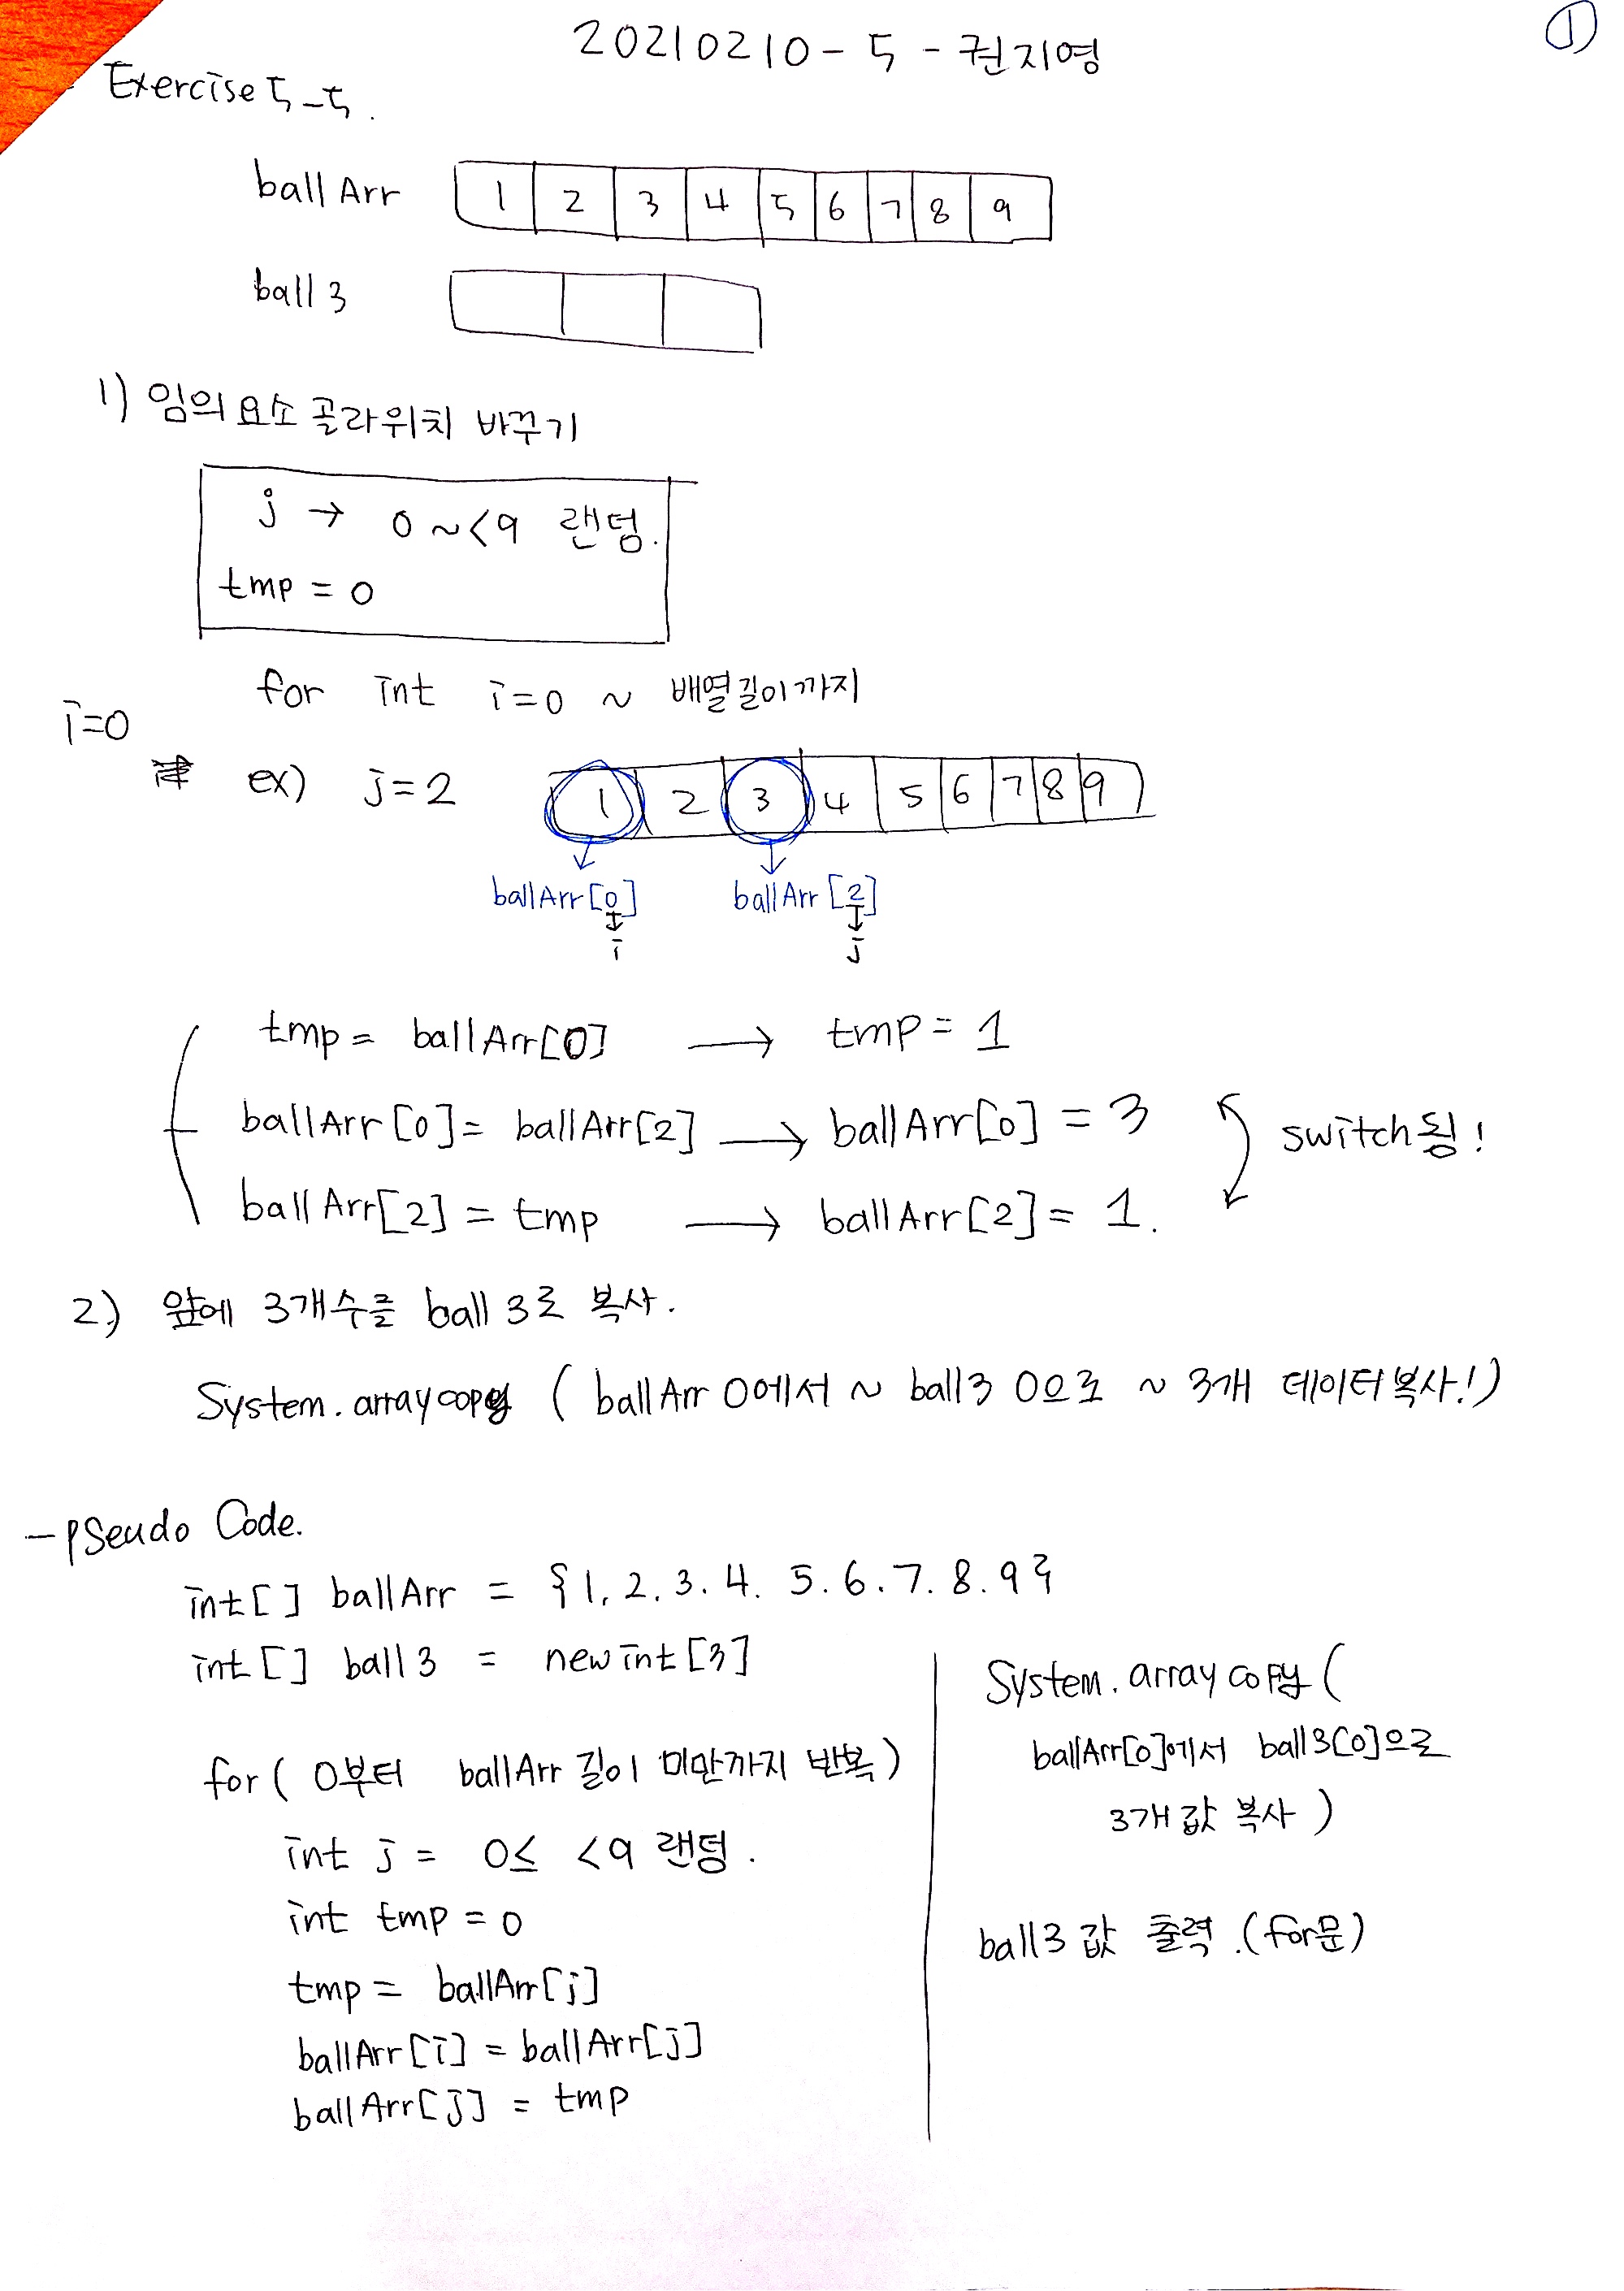 ①
20210210 - 5 - 권지영
Exercise 5-5.
ballArr 1 2 3 4 5 6 7 8 9
ball3
1) 임의 요소 골라 위치 바꾸기
j → 0 ~ < 9 랜덤.
tmp = 0
for int i=0 ~ 배열길이까지
i=0
ex) j=2 1 2 3 4 5 6 7 8 9
ballArr[0] ballArr[2]
i j
tmp = ballArr[0] → tmp = 1
ballArr[0] = ballArr[2] → ballArr[0] = 3
switch됨!
ballArr[2] = tmp → ballArr[2] = 1.
2) 앞에 3개 수를 ball3로 복사.
System.arraycopy ( ballArr 0에서 ~ ball3 0으로 ~ 3개 데이터 복사!)
- pseudo Code.
int[] ballArr = {1. 2. 3. 4. 5. 6. 7. 8. 9}
int[] ball3 = new int[3]
for ( 0부터 ballArr 길이 미만까지 반복)
int j = 0≤ <9 랜덤.
int tmp = 0
tmp = ballArr[j]
ballArr[i] = ballArr[j]
ballArr[j] = tmp
System.arraycopy(
ballArr[0]에서 ball3[0]으로
3개 값 복사 )
ball3 값 출력.(for문)